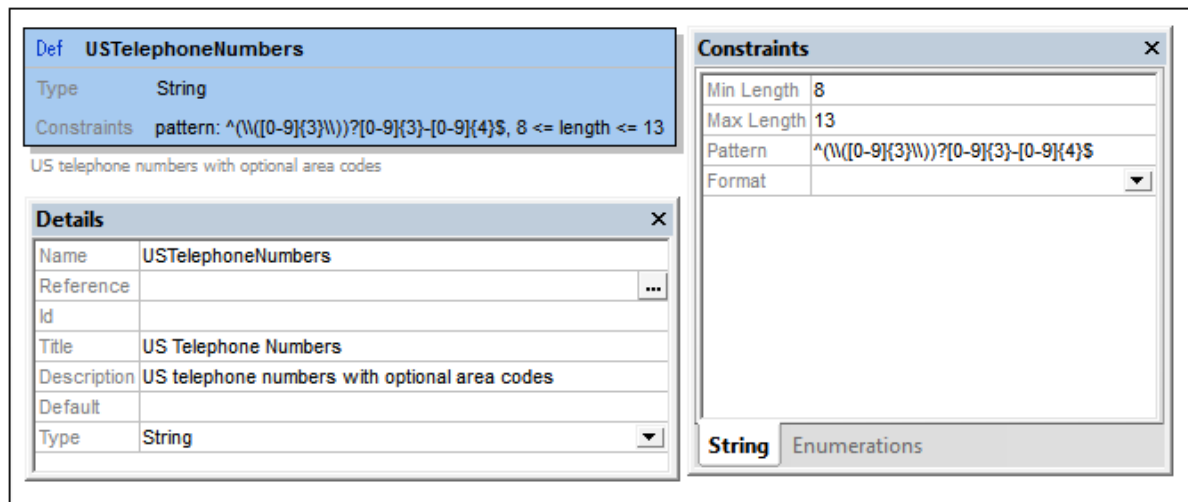 Def USTelephoneNumbers
Type String
Constraints pattern: ^(\\([0-9]{3}\\))?[0-9]{3}-[0-9]{4}$, 8 <= length <= 13
US telephone numbers with optional area codes
Details
Name USTelephoneNumbers
Reference ...
Id
Title US Telephone Numbers
Description US telephone numbers with optional area codes
Default
Type String
Constraints
Min Length 8
Max Length 13
Pattern ^(\\([0-9]{3}\\))?[0-9]{3}-[0-9]{4}$
Format
String Enumerations